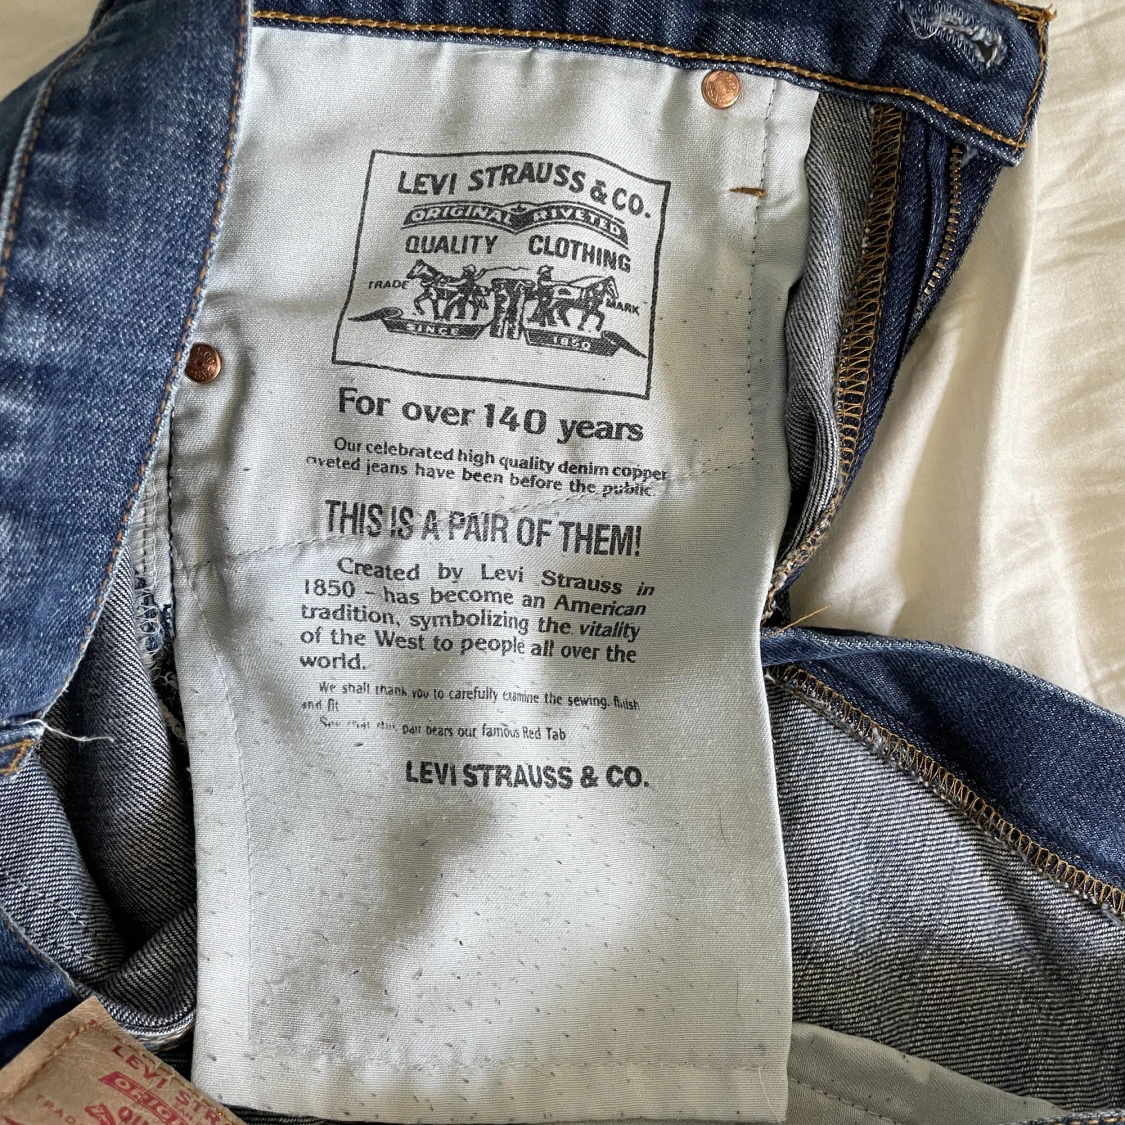 LEVI STRAUSS & CO.
ORIGINAL RIVETED
QUALITY CLOTHING
TRADE MARK
SINCE 1850
For over 140 years
Our celebrated high quality denim copper
riveted jeans have been before the public.
THIS IS A PAIR OF THEM!
Created by Levi Strauss in
1850 – has become an American
tradition, symbolizing the vitality
of the West to people all over the
world.
We shall thank you to carefully examine the sewing, finish
and fit
See that this pair bears our famous Red Tab
LEVI STRAUSS & CO.
LEVI STR
TRAD